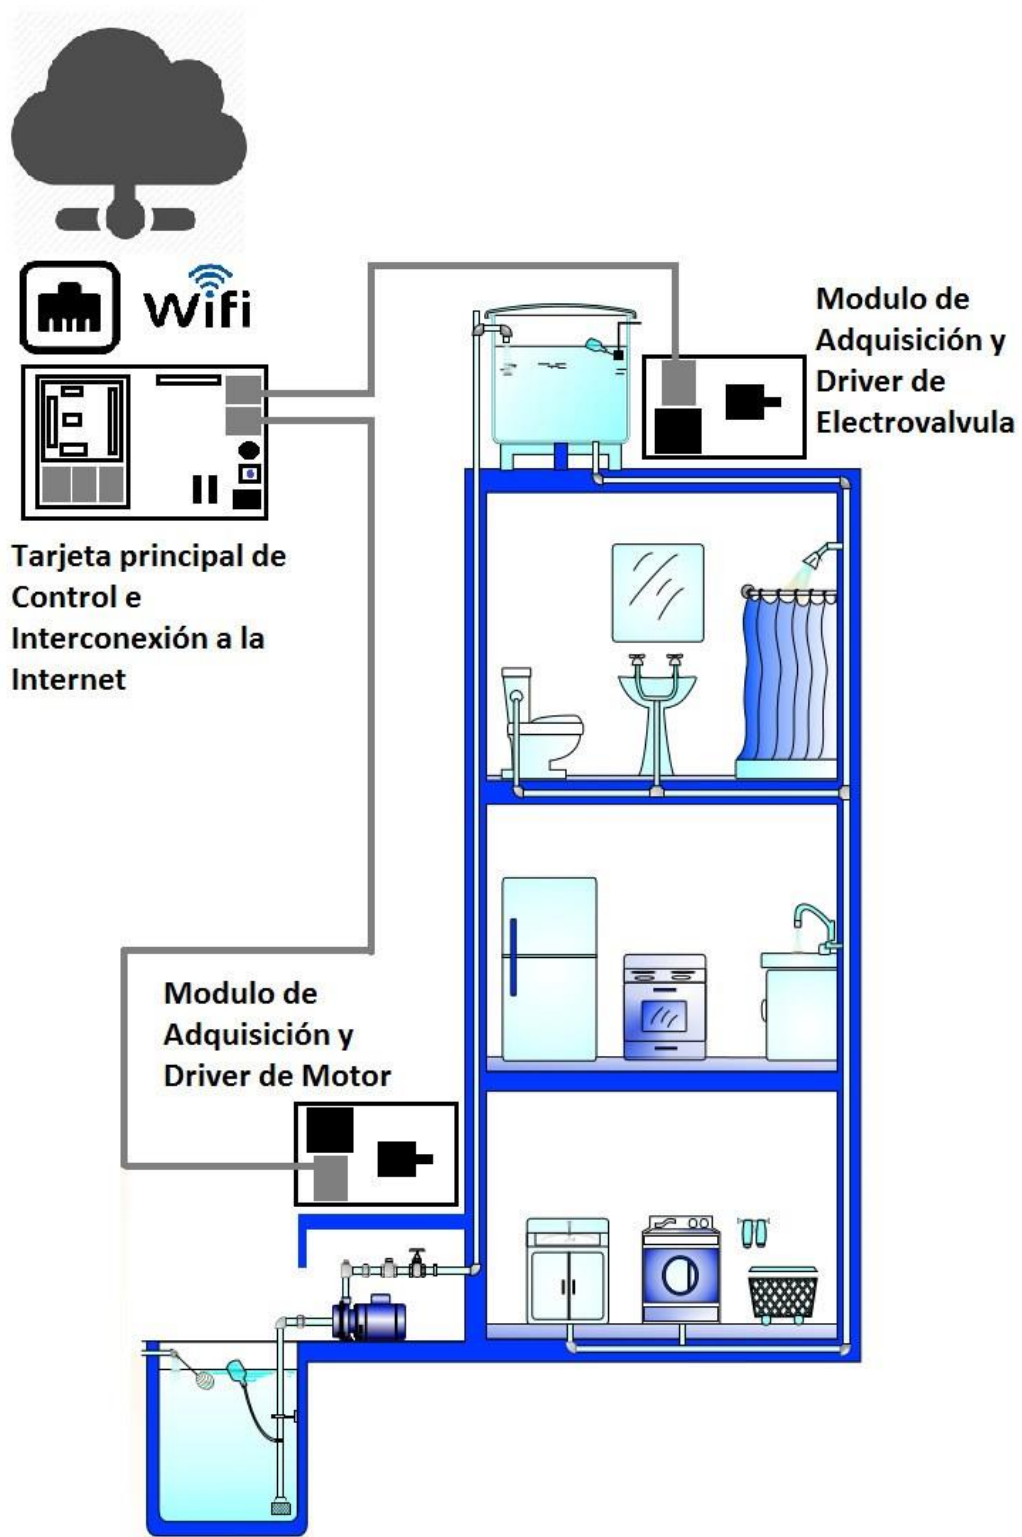 Wifi
Modulo de
Adquisición y
Driver de
Electrovalvula
Tarjeta principal de
Control e
Interconexión a la
Internet
Modulo de
Adquisición y
Driver de Motor